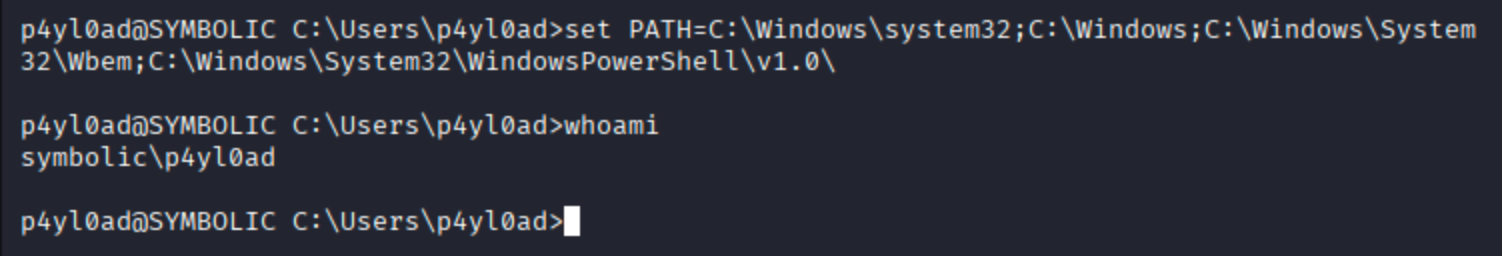 p4yl0ad@SYMBOLIC C:\Users\p4yl0ad>set PATH=C:\Windows\system32;C:\Windows;C:\Windows\System
32\Wbem;C:\Windows\System32\WindowsPowerShell\v1.0\
p4yl0ad@SYMBOLIC C:\Users\p4yl0ad>whoami
symbolic\p4yl0ad
p4yl0ad@SYMBOLIC C:\Users\p4yl0ad>